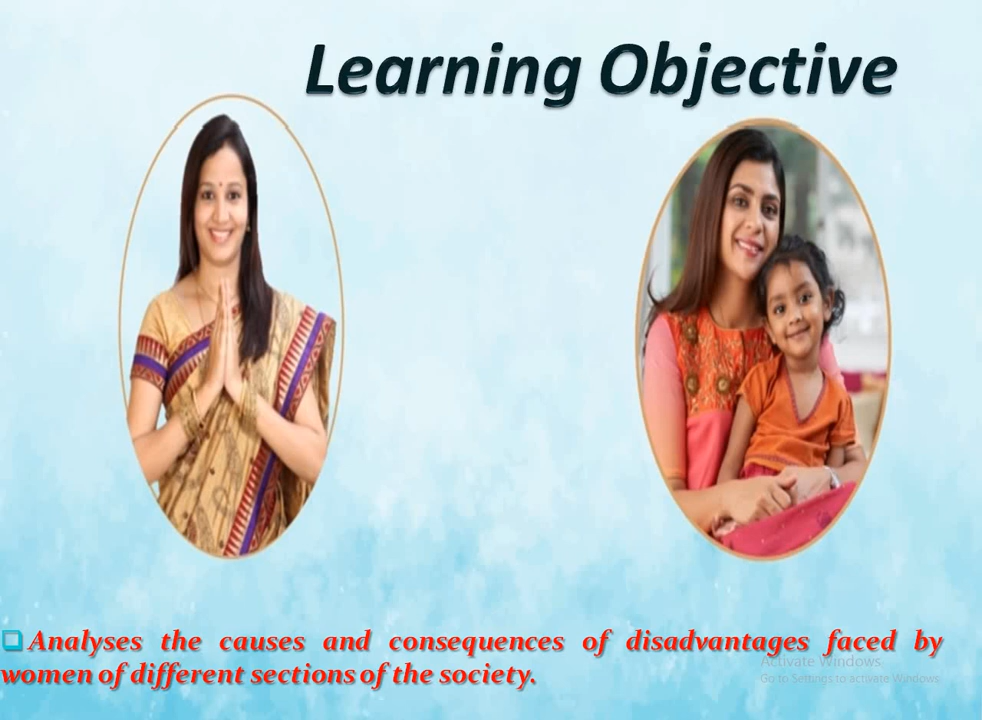 Learning Objective
Analyses the causes and consequences of disadvantages faced by
women of different sections of the society.
Activate Windows
Go to Settings to activate Windows.